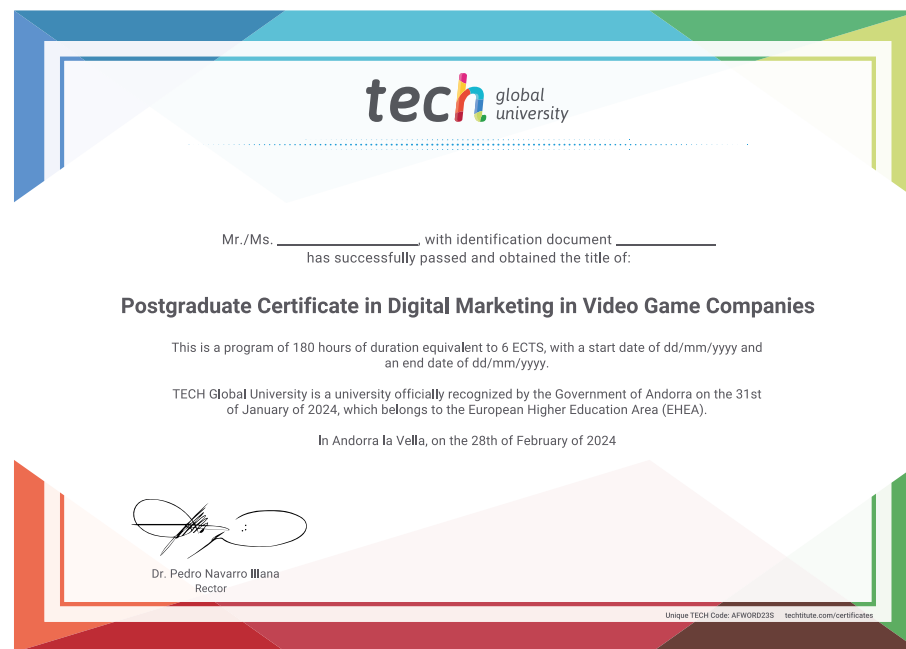 tech global
university
Mr./Ms. ___________________, with identification document ______________
has successfully passed and obtained the title of:
Postgraduate Certificate in Digital Marketing in Video Game Companies
This is a program of 180 hours of duration equivalent to 6 ECTS, with a start date of dd/mm/yyyy and
an end date of dd/mm/yyyy.
TECH Global University is a university officially recognized by the Government of Andorra on the 31st
of January of 2024, which belongs to the European Higher Education Area (EHEA).
In Andorra la Vella, on the 28th of February of 2024
Dr. Pedro Navarro Illana
Rector
Unique TECH Code: AFWORD23S techtitute.com/certificates